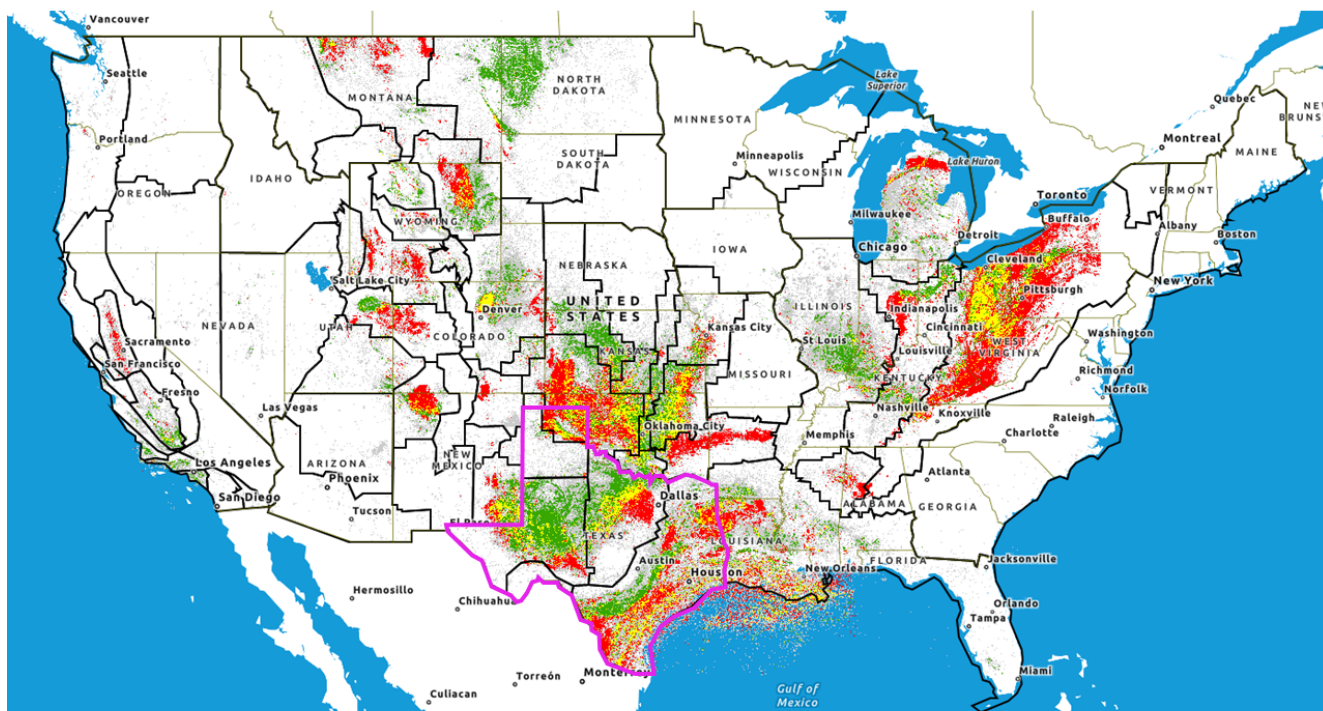 Vancouver
Seattle
Portland
OREGON
IDAHO
MONTANA
NORTH
DAKOTA
SOUTH
DAKOTA
MINNESOTA
Minneapolis
WISCONSIN
Lake
Superior
Lake Huron
Quebec
Montreal
NEW
BRUNS
MAINE
VERMONT
Toronto
Buffalo
Albany
Boston
Milwaukee
Detroit
Chicago
Cleveland
New York
Pittsburgh
WYOMING
IOWA
NEBRASKA
UNITED
STATES
Salt Lake City
NEVADA
UTAH
Denver
COLORADO
KANSAS
Kansas City
ILLINOIS
Indianapolis
Cincinnati
St Louis
Louisville
WEST
VIRGINIA
Washington
Richmond
Norfolk
Sacramento
San Francisco
Fresno
Las Vegas
MISSOURI
KENTUCKY
Nashville
Knoxville
Raleigh
Charlotte
Oklahoma City
Memphis
Los Angeles
San Diego
ARIZONA
Phoenix
Tucson
NEW
MEXICO
El Paso
Dallas
TEXAS
Austin
Houston
LOUISIANA
New Orleans
ALABAMA
Atlanta
GEORGIA
FLORIDA
Jacksonville
Orlando
Tampa
Miami
Hermosillo
Chihuahua
Torreón
Monterrey
Culiacan
Gulf of
Mexico